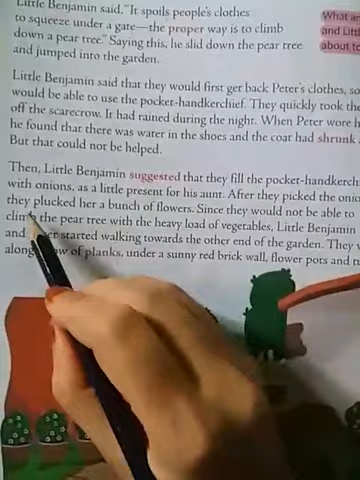 Little Benjamin said. "It spoils people's clothes
to squeeze under a gate—the proper way is to climb
down a pear tree." Saying this, he slid down the pear tree
and jumped into the garden.
Little Benjamin said that they would first get back Peter's clothes, so
would be able to use the pocket-handkerchief. They quickly took the
off the scarecrow. It had rained during the night. When Peter wore h
he found that there was water in the shoes and the coat had shrunk
But that could not be helped.
Then, Little Benjamin suggested that they fill the pocket-handkerch
with onions, as a little present for his aunt. After they picked the onio
they plucked her a bunch of flowers. Since they would not be able to
climb the pear tree with the heavy load of vegetables, Little Benjamin
and started walking towards the other end of the garden. They w
along of planks, under a sunny red brick wall, flower pots and tu
What ar
and Littl
about to